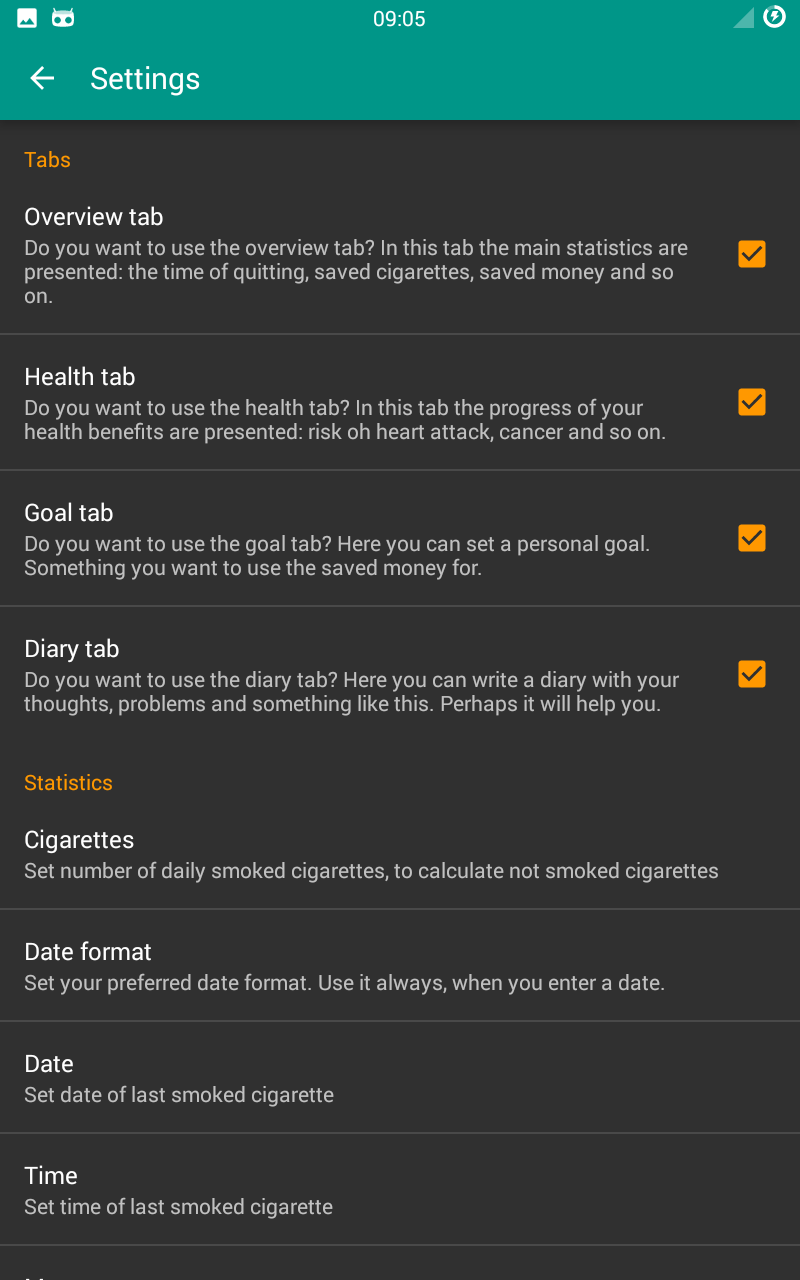 09:05
Settings
Tabs
Overview tab
Do you want to use the overview tab? In this tab the main statistics are
presented: the time of quitting, saved cigarettes, saved money and so
on.
Health tab
Do you want to use the health tab? In this tab the progress of your
health benefits are presented: risk oh heart attack, cancer and so on.
Goal tab
Do you want to use the goal tab? Here you can set a personal goal.
Something you want to use the saved money for.
Diary tab
Do you want to use the diary tab? Here you can write a diary with your
thoughts, problems and something like this. Perhaps it will help you.
Statistics
Cigarettes
Set number of daily smoked cigarettes, to calculate not smoked cigarettes
Date format
Set your preferred date format. Use it always, when you enter a date.
Date
Set date of last smoked cigarette
Time
Set time of last smoked cigarette